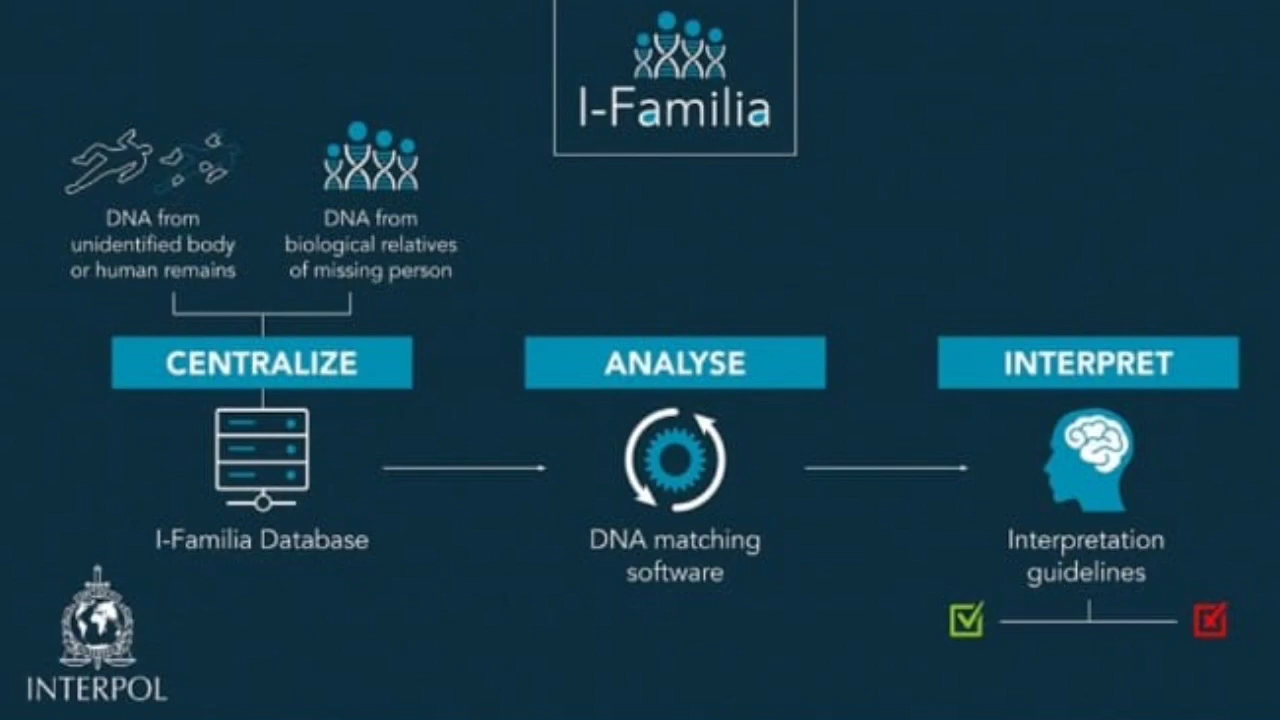 I-Familia
DNA from
unidentified body
or human remains
DNA from
biological relatives
of missing person
CENTRALIZE
ANALYSE
INTERPRET
I-Familia Database
DNA matching
software
Interpretation
guidelines
INTERPOL